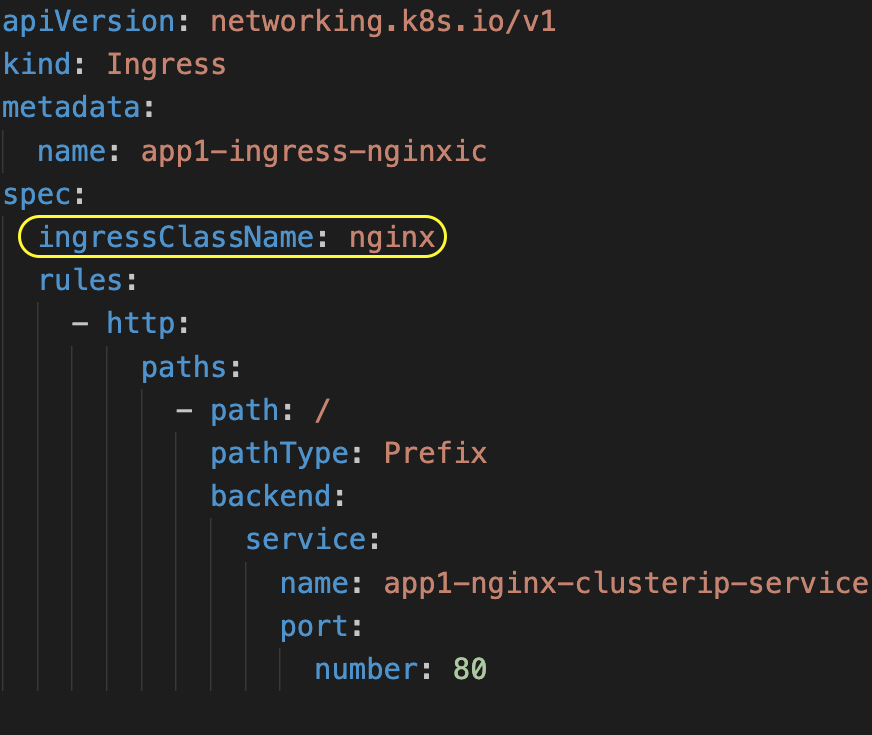 apiVersion: networking.k8s.io/v1
kind: Ingress
metadata:
  name: app1-ingress-nginxic
spec:
  ingressClassName: nginx
  rules:
    - http:
        paths:
          - path: /
            pathType: Prefix
            backend:
              service:
                name: app1-nginx-clusterip-service
                port:
                  number: 80